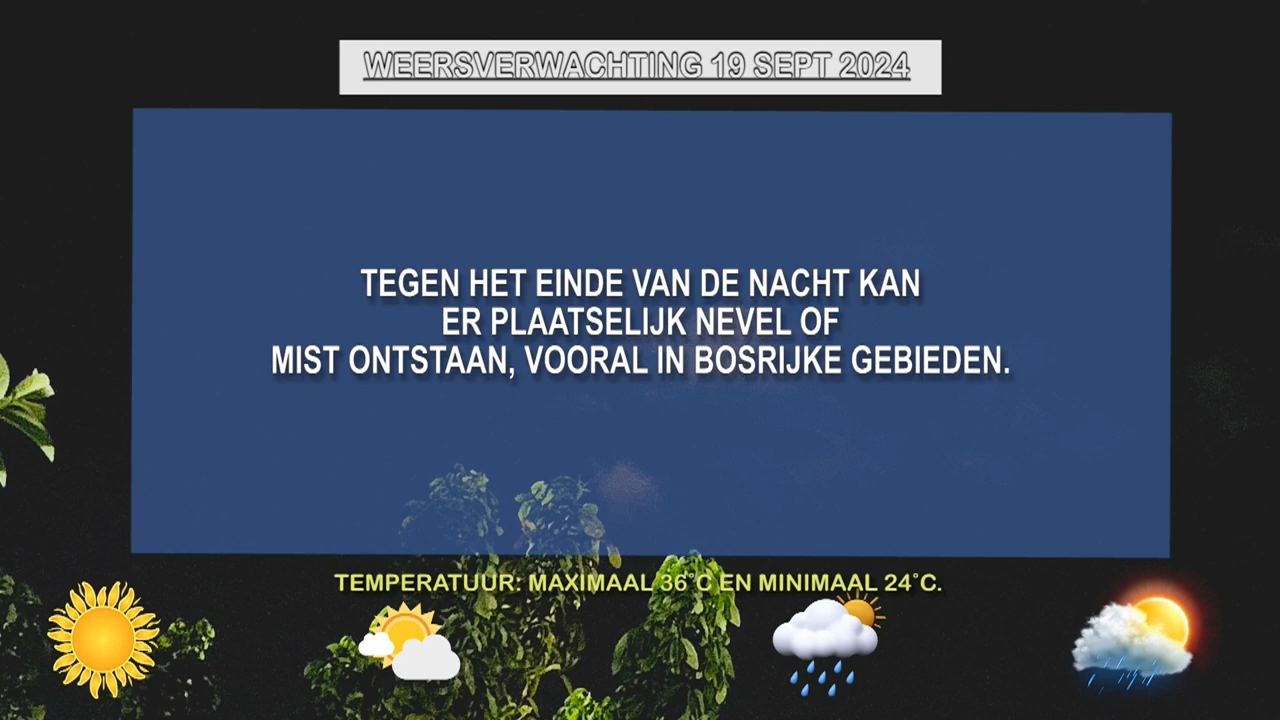 WEERSVERWACHTING 19 SEPT 2024
TEGEN HET EINDE VAN DE NACHT KAN
ER PLAATSELIJK NEVEL OF
MIST ONTSTAAN, VOORAL IN BOSRIJKE GEBIEDEN.
TEMPERATUUR: MAXIMAAL 36°C EN MINIMAAL 24°C.